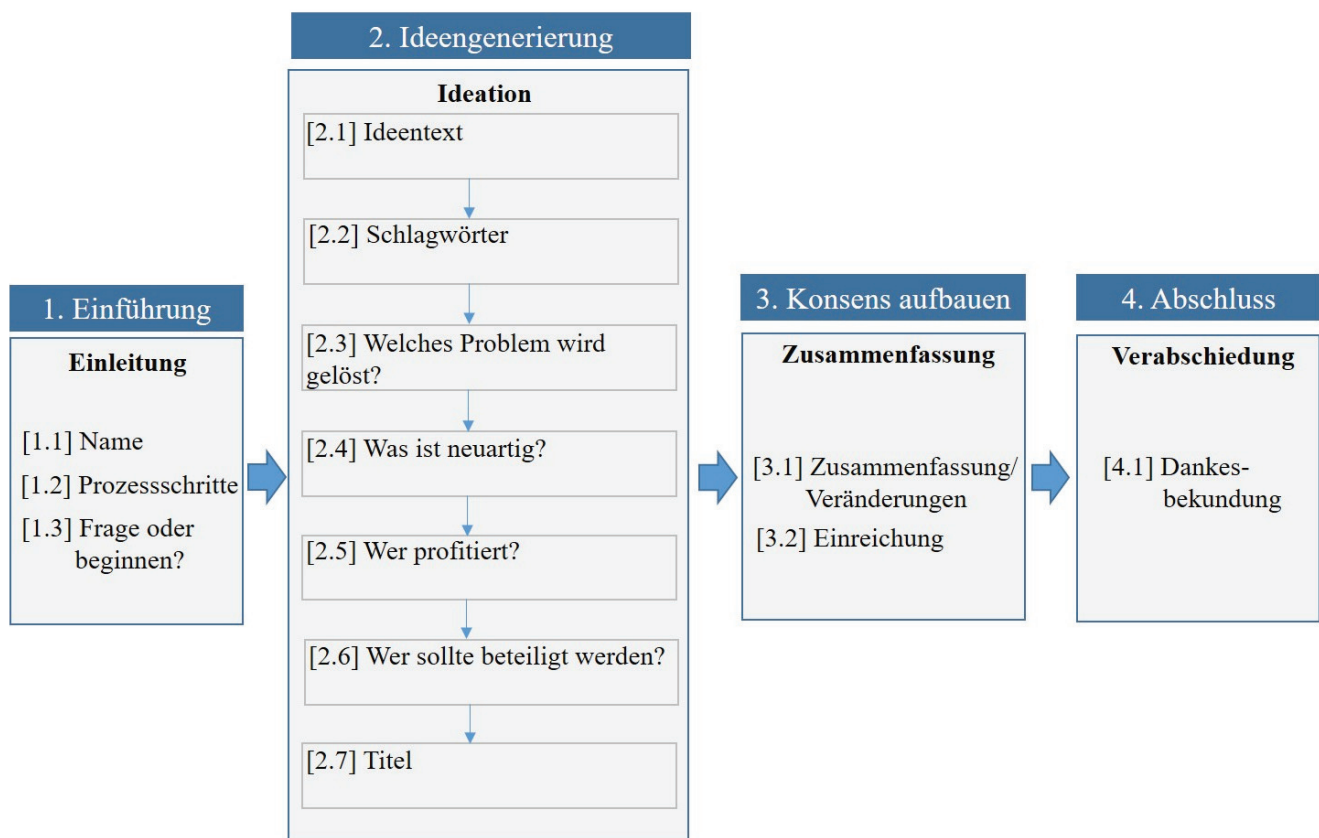 1. Einführung
Einleitung
[1.1] Name
[1.2] Prozessschritte
[1.3] Frage oder
beginnen?
2. Ideengenerierung
Ideation
[2.1] Ideentext
[2.2] Schlagwörter
[2.3] Welches Problem wird
gelöst?
[2.4] Was ist neuartig?
[2.5] Wer profitiert?
[2.6] Wer sollte beteiligt werden?
[2.7] Titel
3. Konsens aufbauen
Zusammenfassung
[3.1] Zusammenfassung/
Veränderungen
[3.2] Einreichung
4. Abschluss
Verabschiedung
[4.1] Dankes-
bekundung